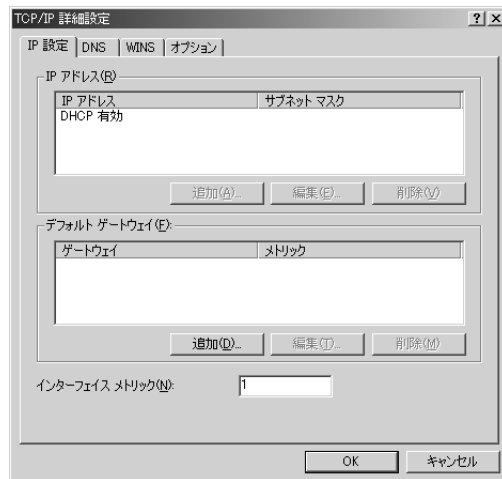 TCP/IP 詳細設定
IP 設定 DNS WINS オプション
IP アドレス(R)
IP アドレス サブネット マスク
DHCP 有効
追加(A)... 編集(E)... 削除(V)
デフォルト ゲートウェイ(F):
ゲートウェイ メトリック
追加(D)... 編集(T)... 削除(M)
インターフェイス メトリック(N): 1
OK キャンセル